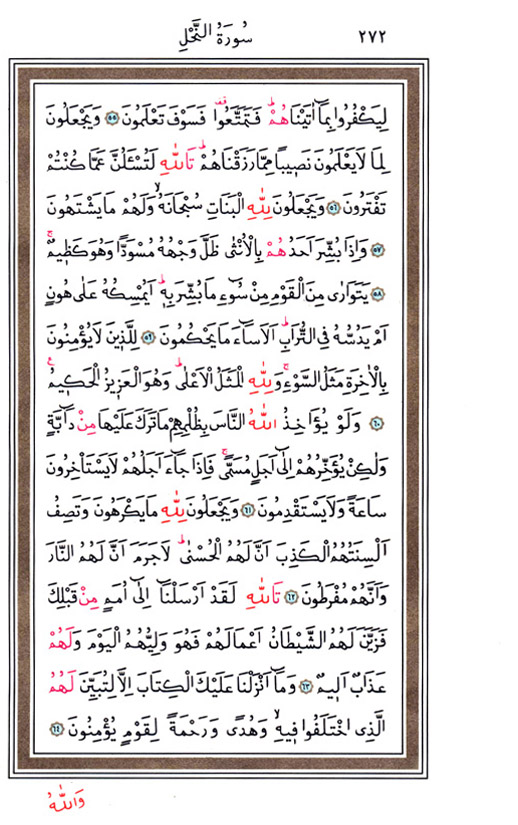 ٢٧٢ سُورَةُ النَّحْلِ
لِيَكْفُرُوا بِمَٓا اٰتَيْنَاهُمْۜ فَتَمَتَّعُوا۠ فَسَوْفَ تَعْلَمُونَ ٥٥ وَيَجْعَلُونَ
لِمَا لَا يَعْلَمُونَ نَص۪يبًا مِمَّا رَزَقْنَاهُمْۜ تَاللّٰهِ لَتُسْـَٔلُنَّ عَمَّا كُنْتُمْ
تَفْتَرُونَ ٥٦ وَيَجْعَلُونَ لِلّٰهِ الْبَنَاتِ سُبْحَانَهُۙ وَلَهُمْ مَا يَشْتَهُونَ
٥٧ وَاِذَا بُشِّرَ اَحَدُهُمْ بِالْاُنْثٰى ظَلَّ وَجْهُهُ مُسْوَدًّا وَهُوَ كَظ۪يمٌۚ
٥٨ يَتَوَارٰى مِنَ الْقَوْمِ مِنْ سُٓوءِ مَا بُشِّرَ بِه۪ۜ اَيُمْسِكُهُ عَلٰى هُونٍ
اَمْ يَدُسُّهُ فِي التُّرَابِۜ اَلَا سَٓاءَ مَا يَحْكُمُونَ ٥٩ لِلَّذ۪ينَ لَا يُؤْمِنُونَ
بِالْاٰخِرَةِ مَثَلُ السَّوْءِۚ وَلِلّٰهِ الْمَثَلُ الْاَعْلٰىۜ وَهُوَ الْعَز۪يزُ الْحَك۪يمُ۟
٦٠ وَلَوْ يُؤَاخِذُ اللّٰهُ النَّاسَ بِظُلْمِهِمْ مَا تَرَكَ عَلَيْهَا مِنْ دَٓابَّةٍ
وَلٰكِنْ يُؤَخِّرُهُمْ اِلٰٓى اَجَلٍ مُسَمًّىۚ فَاِذَا جَٓاءَ اَجَلُهُمْ لَا يَسْتَأْخِرُونَ
سَاعَةً وَلَا يَسْتَقْدِمُونَ ٦١ وَيَجْعَلُونَ لِلّٰهِ مَا يَكْرَهُونَ وَتَصِفُ
اَلْسِنَتُهُمُ الْكَذِبَ اَنَّ لَهُمُ الْحُسْنٰىۜ لَا جَرَمَ اَنَّ لَهُمُ النَّارَ
وَاَنَّهُمْ مُفْرَطُونَ ٦٢ تَاللّٰهِ لَقَدْ اَرْسَلْنَٓا اِلٰٓى اُمَمٍ مِنْ قَبْلِكَ
فَزَيَّنَ لَهُمُ الشَّيْطَانُ اَعْمَالَهُمْ فَهُوَ وَلِيُّهُمُ الْيَوْمَ وَلَهُمْ
عَذَابٌ اَل۪يمٌ ٦٣ وَمَٓا اَنْزَلْنَا عَلَيْكَ الْكِتَابَ اِلَّا لِتُبَيِّنَ لَهُمُ
الَّذِي اخْتَلَفُوا ف۪يهِۙ وَهُدًى وَرَحْمَةً لِقَوْمٍ يُؤْمِنُونَ ٦٤
وَاللّٰهُ